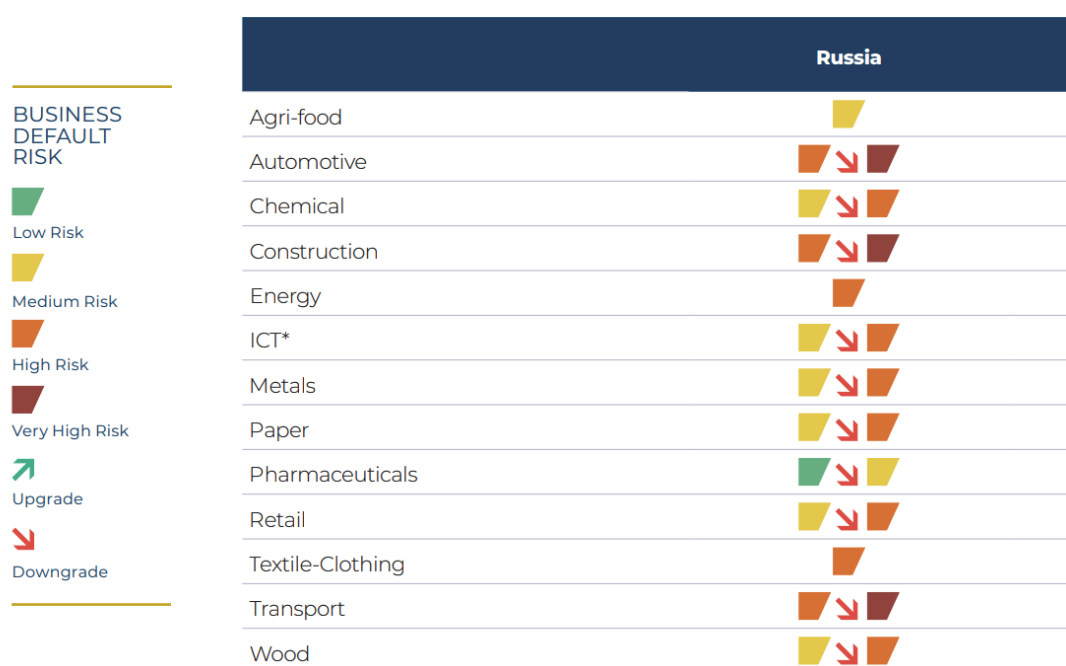 Russia
BUSINESS
DEFAULT
RISK
Low Risk
Medium Risk
High Risk
Very High Risk
Upgrade
Downgrade
Agri-food
Automotive
Chemical
Construction
Energy
ICT*
Metals
Paper
Pharmaceuticals
Retail
Textile-Clothing
Transport
Wood